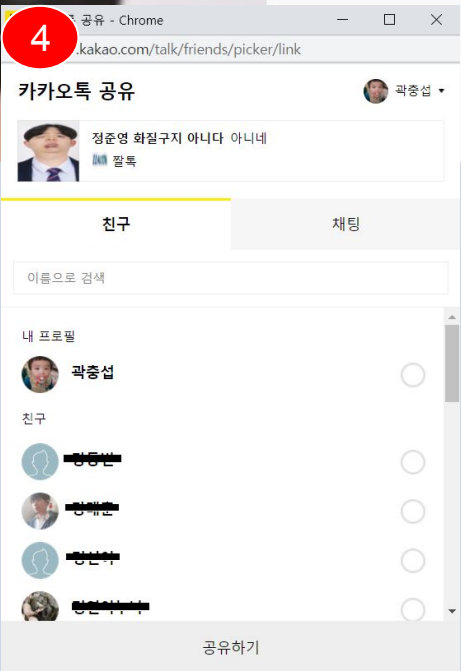 4
공유 - Chrome
.kakao.com/talk/friends/picker/link
카카오톡 공유
곽충섭
정준영 화질구지 아니다 아니네
짤톡
친구
채팅
이름으로 검색
내 프로필
곽충섭
친구
공유하기